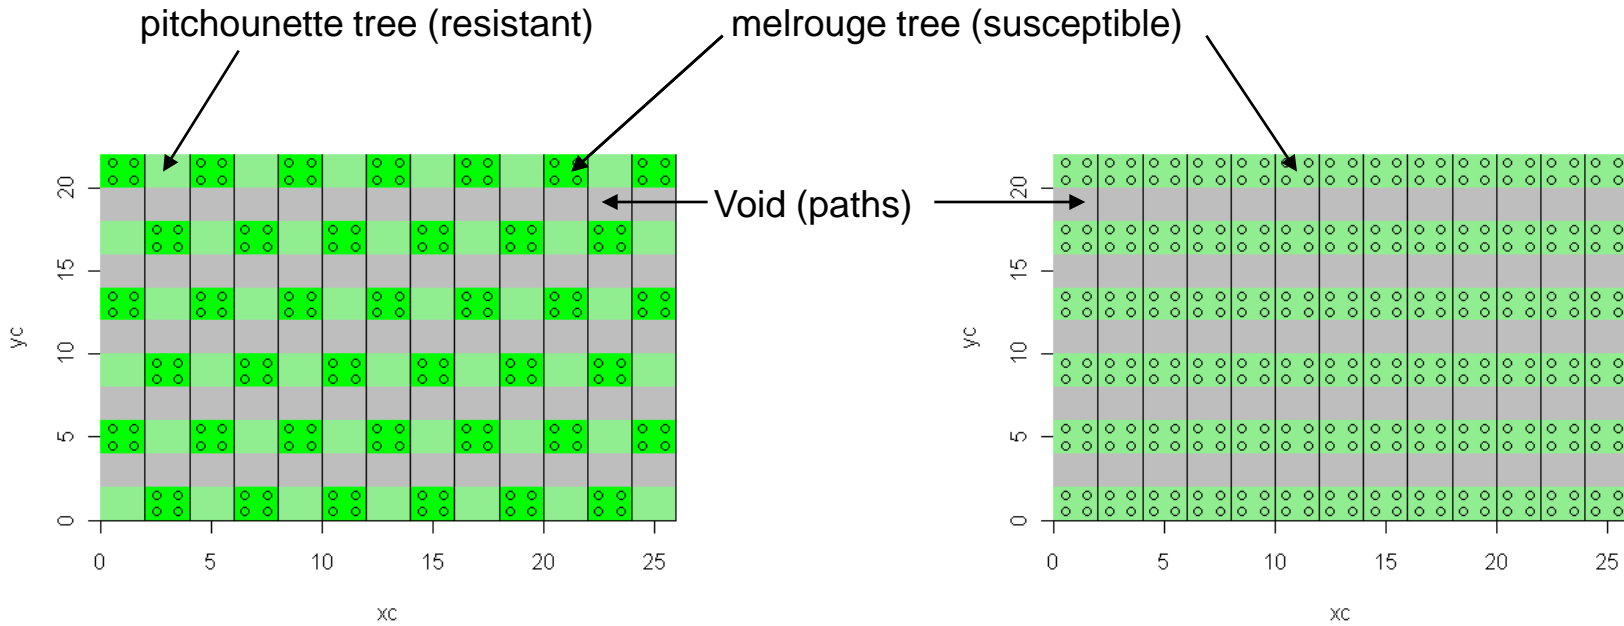 pitchounette tree (resistant)
melrouge tree (susceptible)
Void (paths)
yc
20
15
10
5
0
0 5 10 15 20 25
xc
yc
20
15
10
5
0
0 5 10 15 20 25
xc